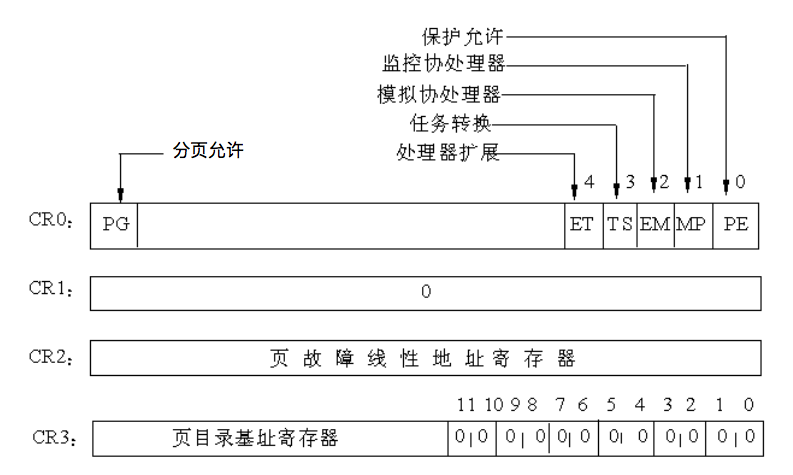 保护允许
监控协处理器
模拟协处理器
任务转换
分页允许
处理器扩展
4 3 2 1 0
CR0: PG ET TS EM MP PE
CR1: 0
CR2: 页故障线性地址寄存器
11 10 9 8 7 6 5 4 3 2 1 0
CR3: 页目录基址寄存器 0 0 0 0 0 0 0 0 0 0 0 0